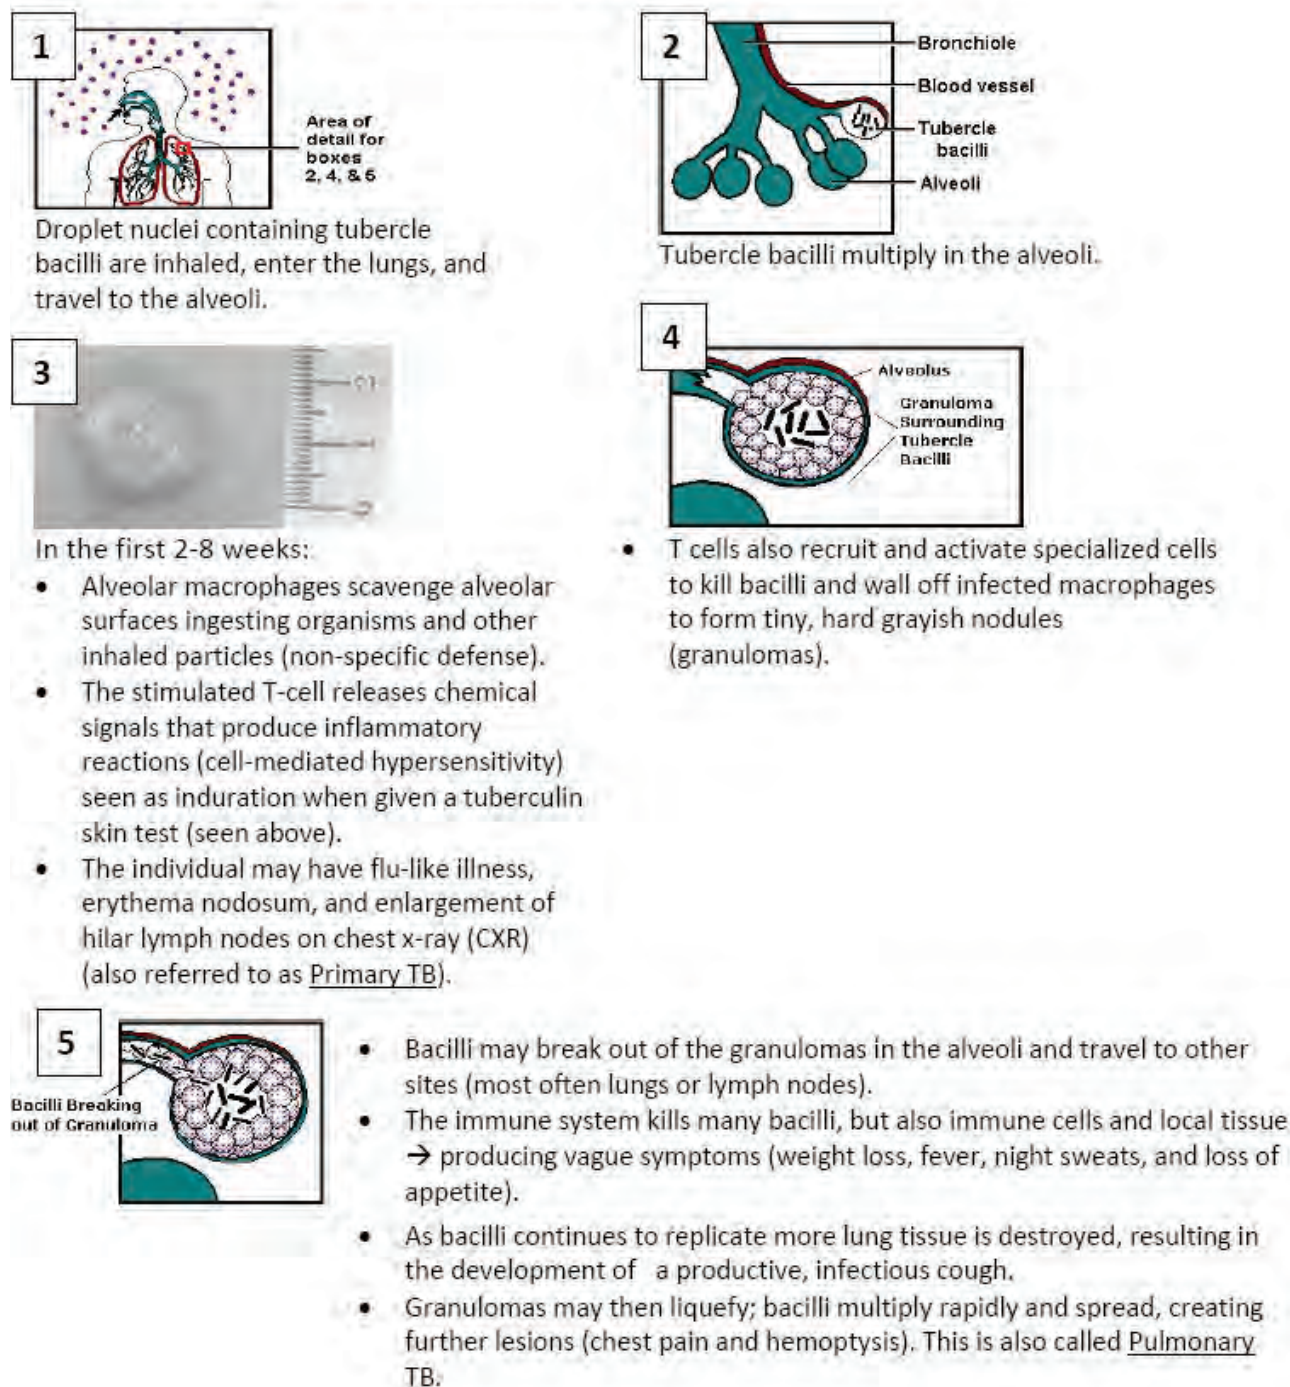 1
Area of
detail for
boxes
2, 4, & 5
Droplet nuclei containing tubercle
bacilli are inhaled, enter the lungs, and
travel to the alveoli.
2
Bronchiole
Blood vessel
Tubercle
bacilli
Alveoli
Tubercle bacilli multiply in the alveoli.
3
In the first 2-8 weeks:
• Alveolar macrophages scavenge alveolar
surfaces ingesting organisms and other
inhaled particles (non-specific defense).
• The stimulated T-cell releases chemical
signals that produce inflammatory
reactions (cell-mediated hypersensitivity)
seen as induration when given a tuberculin
skin test (seen above).
• The individual may have flu-like illness,
erythema nodosum, and enlargement of
hilar lymph nodes on chest x-ray (CXR)
(also referred to as Primary TB).
4
Alveolus
Granuloma
Surrounding
Tubercle
Bacilli
• T cells also recruit and activate specialized cells
to kill bacilli and wall off infected macrophages
to form tiny, hard grayish nodules
(granulomas).
5
Bacilli Breaking
out of Granuloma
• Bacilli may break out of the granulomas in the alveoli and travel to other
sites (most often lungs or lymph nodes).
• The immune system kills many bacilli, but also immune cells and local tissue
→ producing vague symptoms (weight loss, fever, night sweats, and loss of
appetite).
• As bacilli continues to replicate more lung tissue is destroyed, resulting in
the development of a productive, infectious cough.
• Granulomas may then liquefy; bacilli multiply rapidly and spread, creating
further lesions (chest pain and hemoptysis). This is also called Pulmonary
TB.